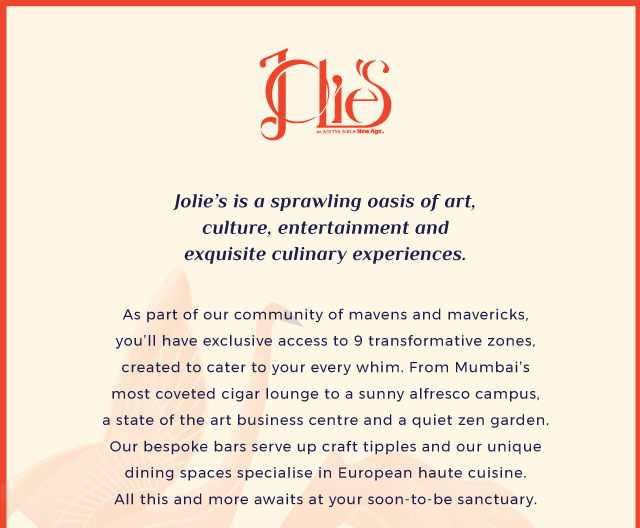 Jolie's
BY ADITYA BIRLA New Age.
Jolie's is a sprawling oasis of art,
culture, entertainment and
exquisite culinary experiences.
As part of our community of mavens and mavericks,
you'll have exclusive access to 9 transformative zones,
created to cater to your every whim. From Mumbai's
most coveted cigar lounge to a sunny alfresco campus,
a state of the art business centre and a quiet zen garden.
Our bespoke bars serve up craft tipples and our unique
dining spaces specialise in European haute cuisine.
All this and more awaits at your soon-to-be sanctuary.